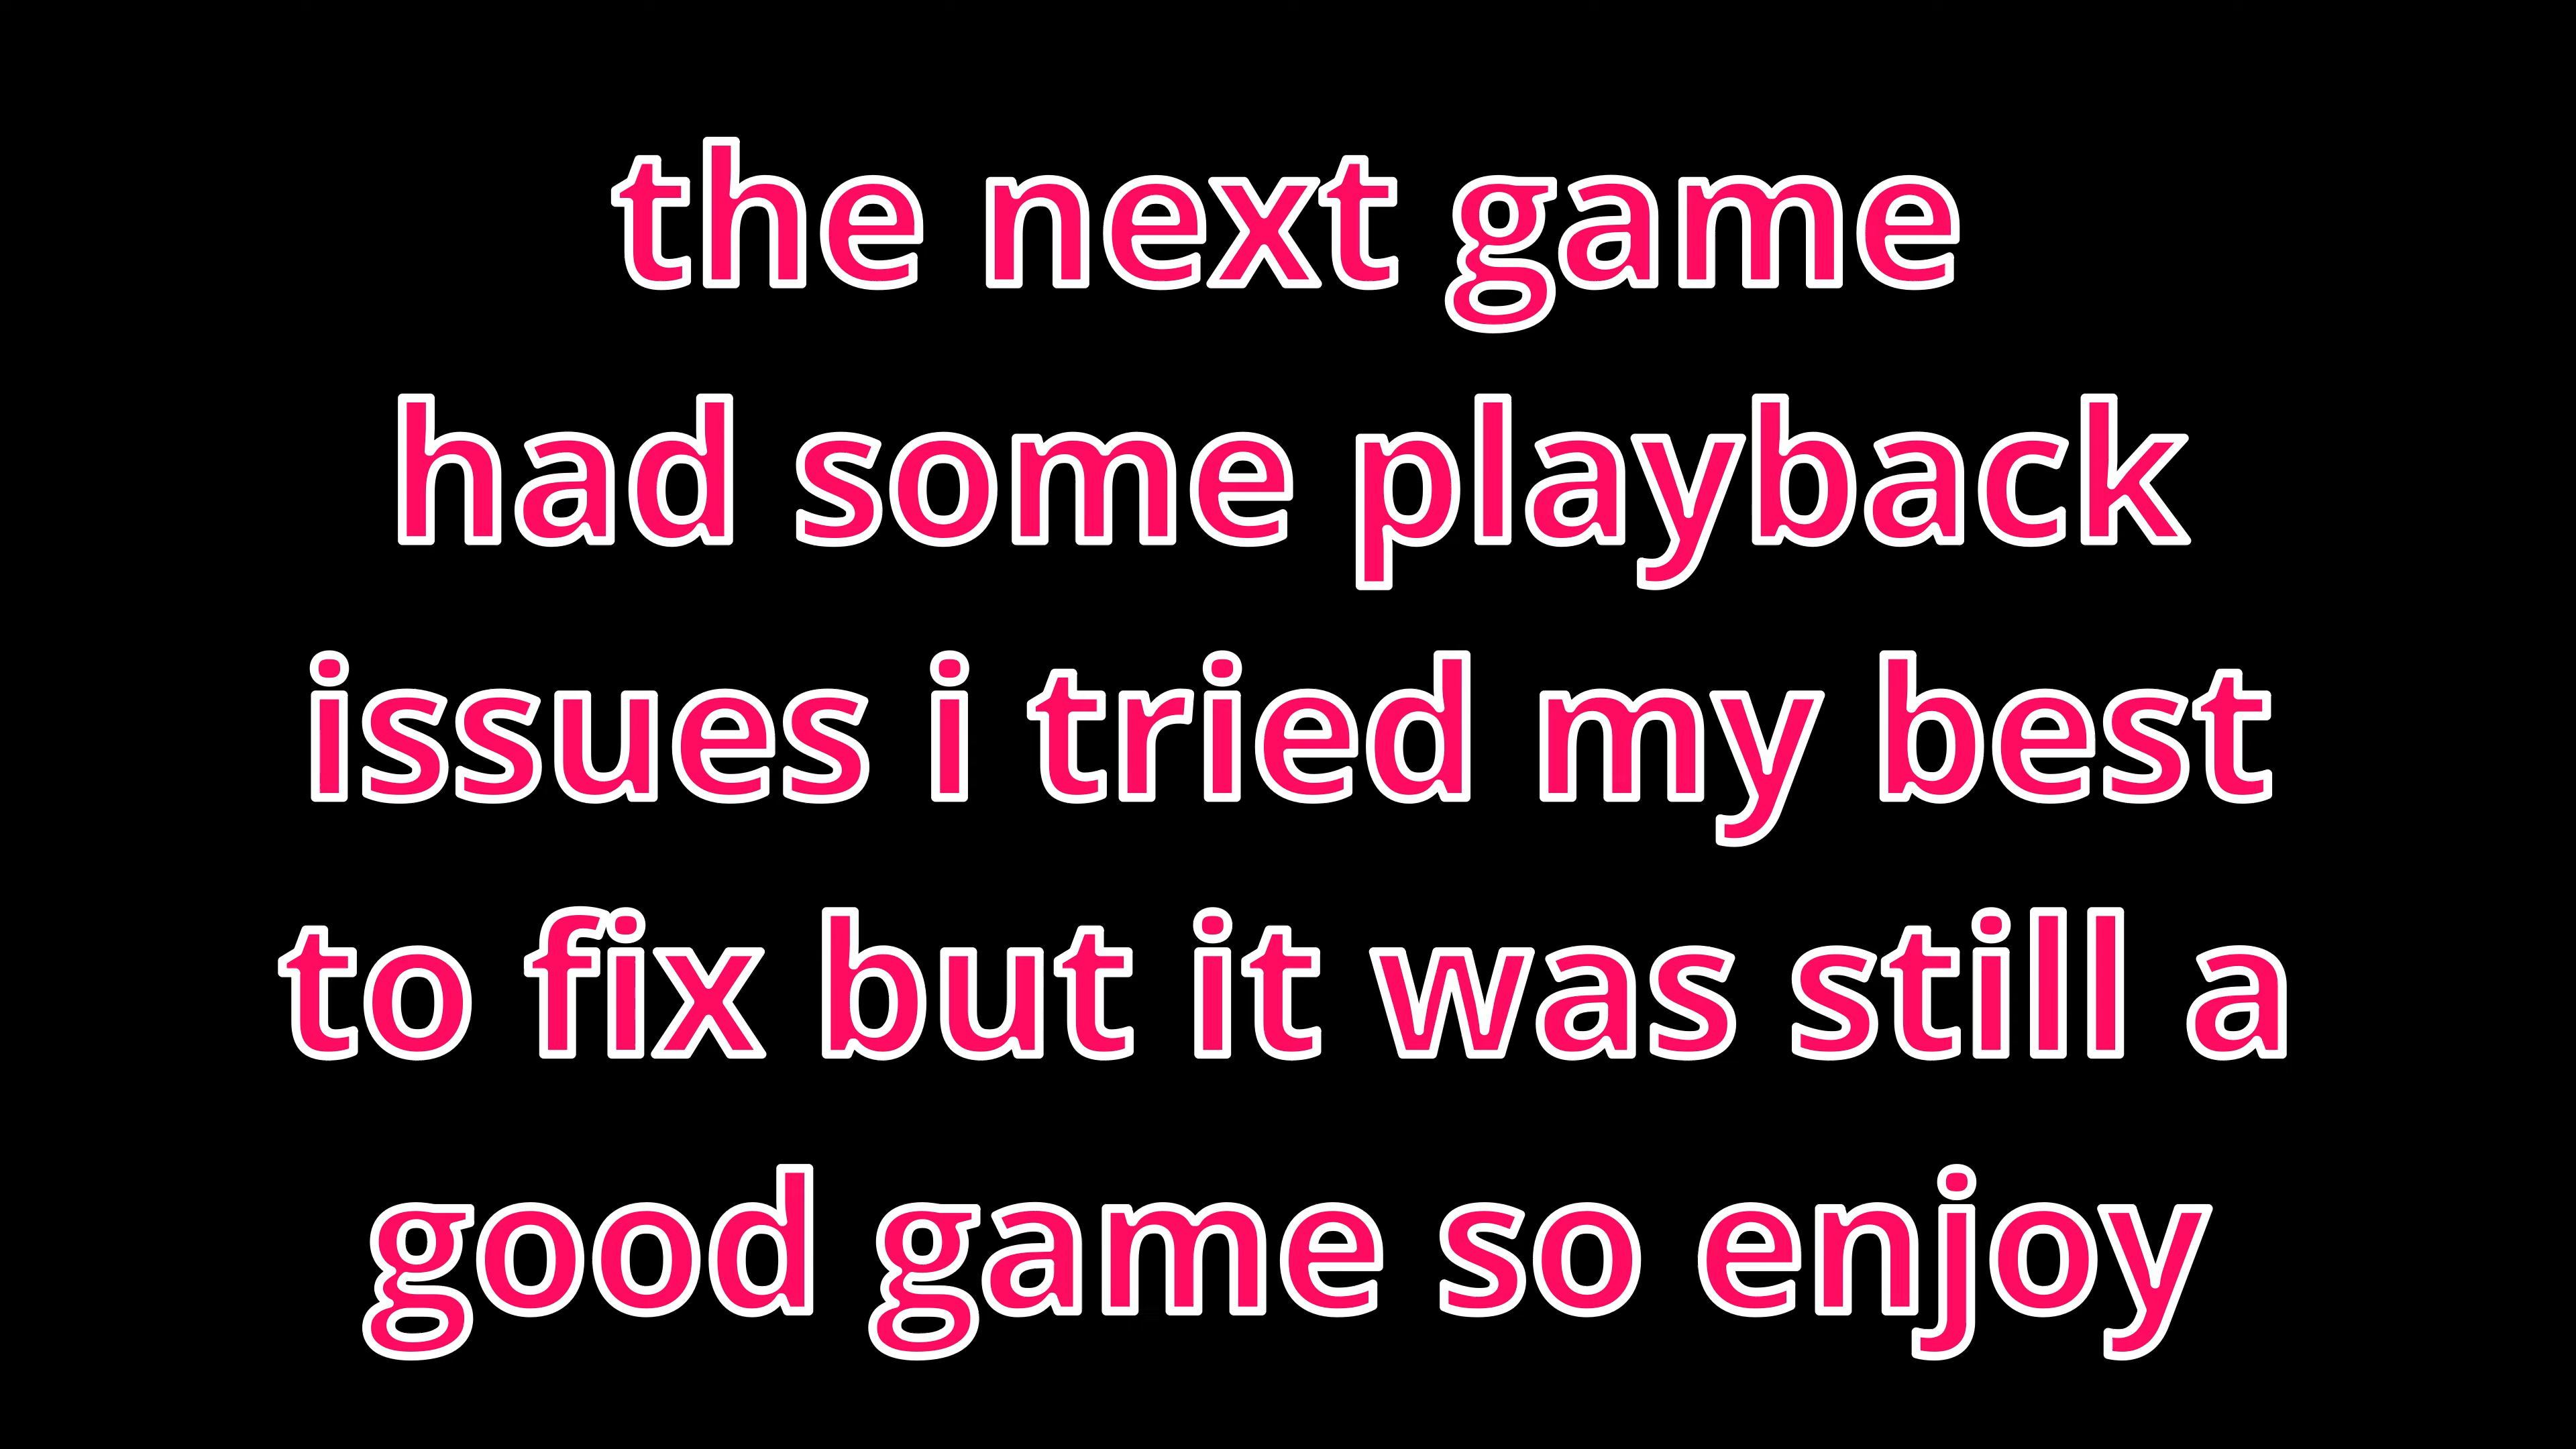 the next game
had some playback
issues i tried my best
to fix but it was still a
good game so enjoy